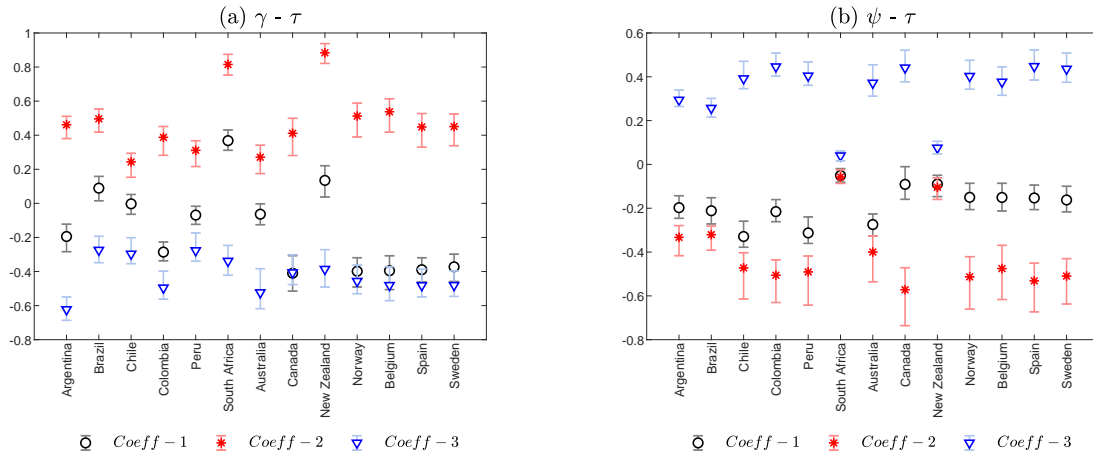 (a) γ - τ
1
0.8
0.6
0.4
0.2
0
-0.2
-0.4
-0.6
-0.8
Argentina
Brazil
Chile
Colombia
Peru
South Africa
Australia
Canada
New Zealand
Norway
Belgium
Spain
Sweden
Coeff − 1 Coeff − 2 Coeff − 3
(b) ψ - τ
0.6
0.4
0.2
0
-0.2
-0.4
-0.6
-0.8
Argentina
Brazil
Chile
Colombia
Peru
South Africa
Australia
Canada
New Zealand
Norway
Belgium
Spain
Sweden
Coeff − 1 Coeff − 2 Coeff − 3